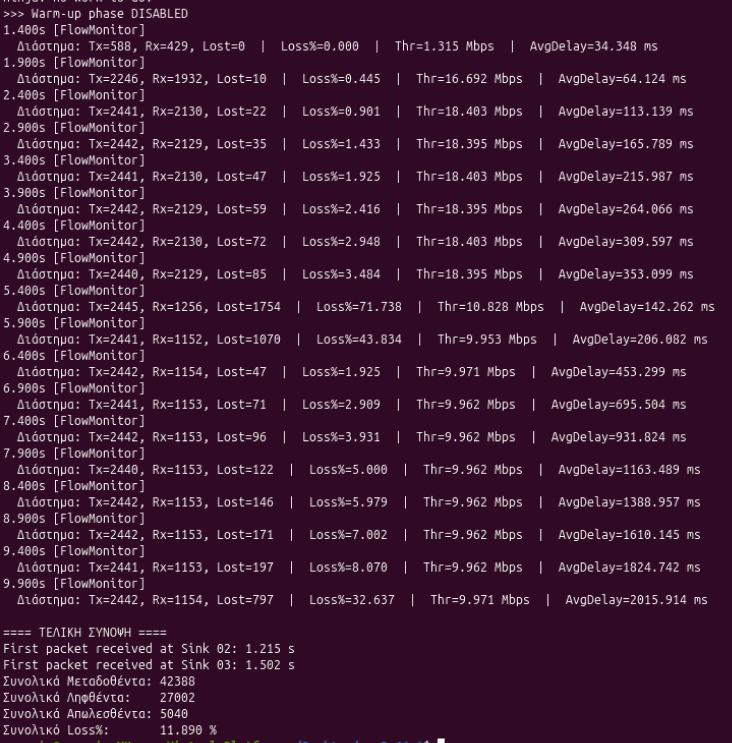 ninja: no work to do.
>>> Warm-up phase DISABLED
1.400s [FlowMonitor]
  Διάστημα: Tx=588, Rx=429, Lost=0  |  Loss%=0.000  |  Thr=1.315 Mbps  |  AvgDelay=34.348 ms
1.900s [FlowMonitor]
  Διάστημα: Tx=2246, Rx=1932, Lost=10  |  Loss%=0.445  |  Thr=16.692 Mbps  |  AvgDelay=64.124 ms
2.400s [FlowMonitor]
  Διάστημα: Tx=2441, Rx=2130, Lost=22  |  Loss%=0.901  |  Thr=18.403 Mbps  |  AvgDelay=113.139 ms
2.900s [FlowMonitor]
  Διάστημα: Tx=2442, Rx=2129, Lost=35  |  Loss%=1.433  |  Thr=18.395 Mbps  |  AvgDelay=165.789 ms
3.400s [FlowMonitor]
  Διάστημα: Tx=2441, Rx=2130, Lost=47  |  Loss%=1.925  |  Thr=18.403 Mbps  |  AvgDelay=215.987 ms
3.900s [FlowMonitor]
  Διάστημα: Tx=2442, Rx=2129, Lost=59  |  Loss%=2.416  |  Thr=18.395 Mbps  |  AvgDelay=264.066 ms
4.400s [FlowMonitor]
  Διάστημα: Tx=2442, Rx=2130, Lost=72  |  Loss%=2.948  |  Thr=18.403 Mbps  |  AvgDelay=309.597 ms
4.900s [FlowMonitor]
  Διάστημα: Tx=2440, Rx=2129, Lost=85  |  Loss%=3.484  |  Thr=18.395 Mbps  |  AvgDelay=353.099 ms
5.400s [FlowMonitor]
  Διάστημα: Tx=2445, Rx=1256, Lost=1754  |  Loss%=71.738  |  Thr=10.828 Mbps  |  AvgDelay=142.262 ms
5.900s [FlowMonitor]
  Διάστημα: Tx=2441, Rx=1152, Lost=1070  |  Loss%=43.834  |  Thr=9.953 Mbps  |  AvgDelay=206.082 ms
6.400s [FlowMonitor]
  Διάστημα: Tx=2442, Rx=1154, Lost=47  |  Loss%=1.925  |  Thr=9.971 Mbps  |  AvgDelay=453.299 ms
6.900s [FlowMonitor]
  Διάστημα: Tx=2441, Rx=1153, Lost=71  |  Loss%=2.909  |  Thr=9.962 Mbps  |  AvgDelay=695.504 ms
7.400s [FlowMonitor]
  Διάστημα: Tx=2442, Rx=1153, Lost=96  |  Loss%=3.931  |  Thr=9.962 Mbps  |  AvgDelay=931.824 ms
7.900s [FlowMonitor]
  Διάστημα: Tx=2440, Rx=1153, Lost=122  |  Loss%=5.000  |  Thr=9.962 Mbps  |  AvgDelay=1163.489 ms
8.400s [FlowMonitor]
  Διάστημα: Tx=2442, Rx=1153, Lost=146  |  Loss%=5.979  |  Thr=9.962 Mbps  |  AvgDelay=1388.957 ms
8.900s [FlowMonitor]
  Διάστημα: Tx=2442, Rx=1153, Lost=171  |  Loss%=7.002  |  Thr=9.962 Mbps  |  AvgDelay=1610.145 ms
9.400s [FlowMonitor]
  Διάστημα: Tx=2441, Rx=1153, Lost=197  |  Loss%=8.070  |  Thr=9.962 Mbps  |  AvgDelay=1824.742 ms
9.900s [FlowMonitor]
  Διάστημα: Tx=2442, Rx=1154, Lost=797  |  Loss%=32.637  |  Thr=9.971 Mbps  |  AvgDelay=2015.914 ms
==== ΤΕΛΙΚΗ ΣΥΝΟΨΗ ====
First packet received at Sink 02: 1.215 s
First packet received at Sink 03: 1.502 s
Συνολικά Μεταδοθέντα: 42388
Συνολικά Ληφθέντα:    27002
Συνολικά Απωλεσθέντα: 5040
Συνολικό Loss%:       11.890 %